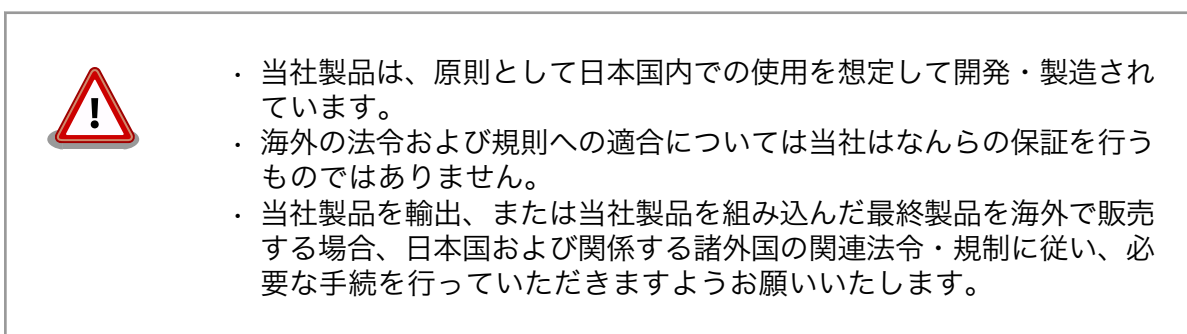 ・ 当社製品は、原則として日本国内での使用を想定して開発・製造され
ています。
・ 海外の法令および規則への適合については当社はなんらの保証を行う
ものではありません。
・ 当社製品を輸出、または当社製品を組み込んだ最終製品を海外で販売
する場合、日本国および関係する諸外国の関連法令・規制に従い、必
要な手続を行っていただきますようお願いいたします。